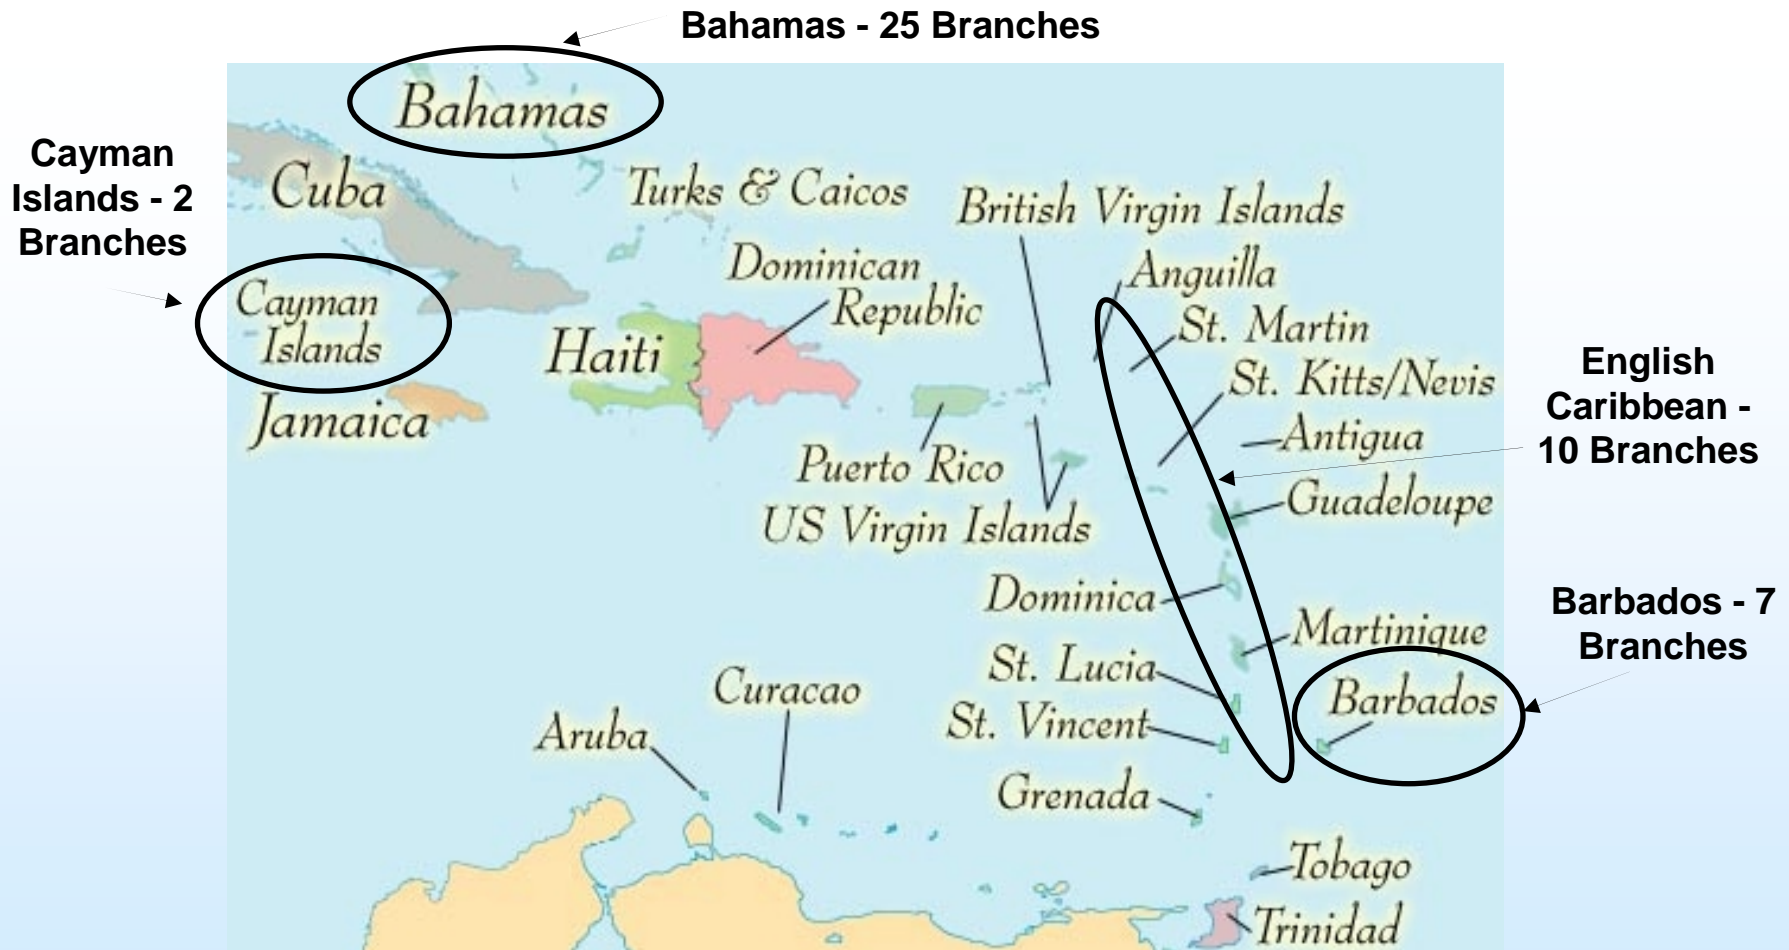 Bahamas - 25 Branches
Bahamas
Cayman
Islands - 2
Branches
Cuba
Turks & Caicos
British Virgin Islands
Dominican
Republic
Anguilla
Cayman
Islands
St. Martin
Haiti
St. Kitts/Nevis
English
Caribbean -
10 Branches
Jamaica
Antigua
Puerto Rico
Guadeloupe
US Virgin Islands
Dominica
Barbados - 7
Branches
Martinique
St. Lucia
Curacao
Barbados
St. Vincent
Aruba
Grenada
Tobago
Trinidad